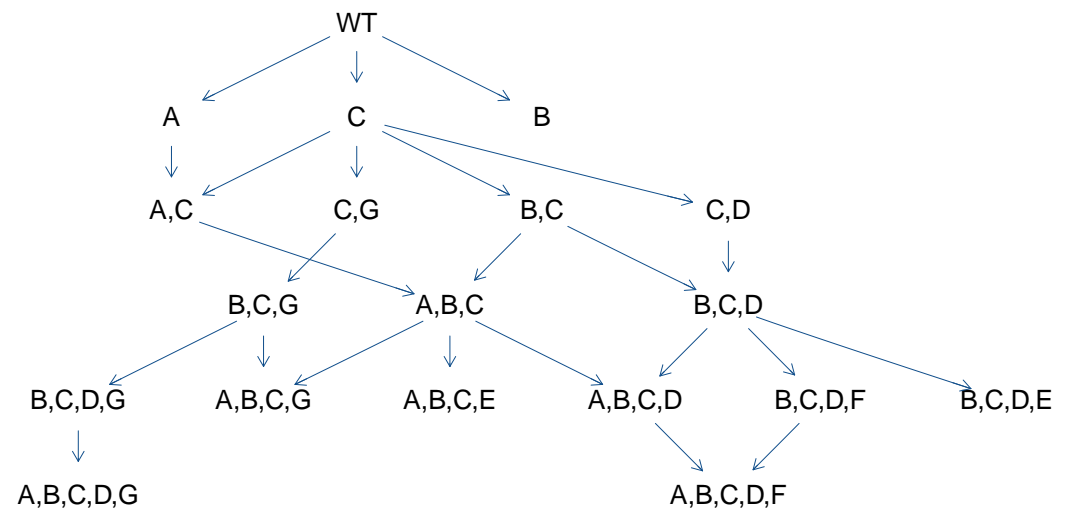 WT
A C B
A,C C,G B,C C,D
B,C,G A,B,C B,C,D
B,C,D,G A,B,C,G A,B,C,E A,B,C,D B,C,D,F B,C,D,E
A,B,C,D,G A,B,C,D,F